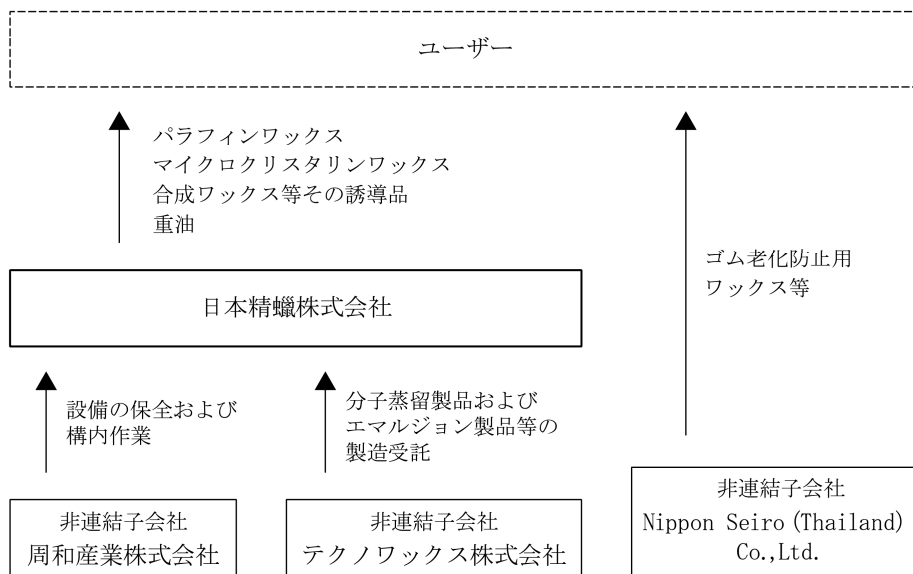 ユーザー
パラフィンワックス
マイクロクリスタリンワックス
合成ワックス等その誘導品
重油
ゴム老化防止用
ワックス等
日本精蠟株式会社
設備の保全および
構内作業
分子蒸留製品および
エマルジョン製品等の
製造受託
非連結子会社
周和産業株式会社
非連結子会社
テクノワックス株式会社
非連結子会社
Nippon Seiro (Thailand)
Co.,Ltd.